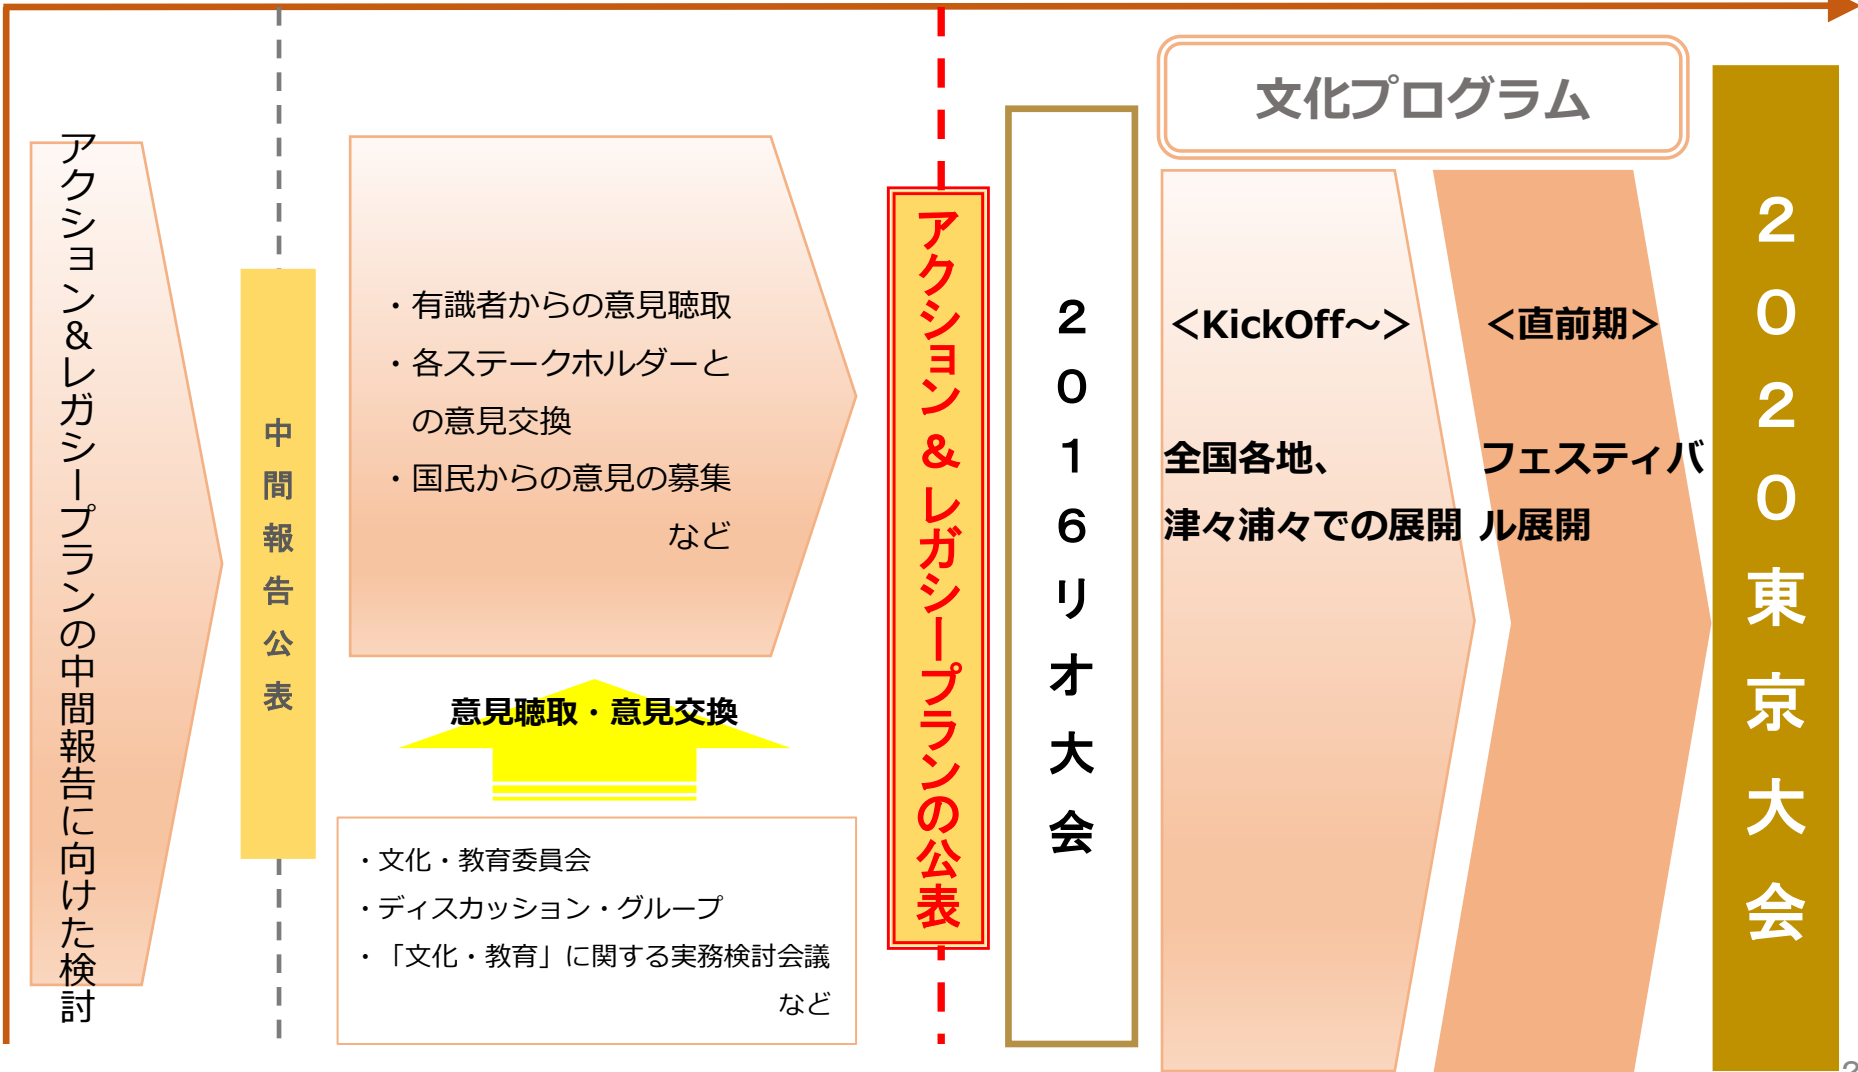 アクション&レガシープランの中間報告に向けた検討
中間報告公表
・有識者からの意見聴取
・各ステークホルダーと
の意見交換
・国民からの意見の募集
など
意見聴取・意見交換
・文化・教育委員会
・ディスカッション・グループ
・「文化・教育」に関する実務検討会議
など
アクション&レガシープランの公表
2016リオ大会
文化プログラム
<KickOff~>
全国各地、
津々浦々での展開
<直前期>
フェスティバ
ル展開
2020東京大会